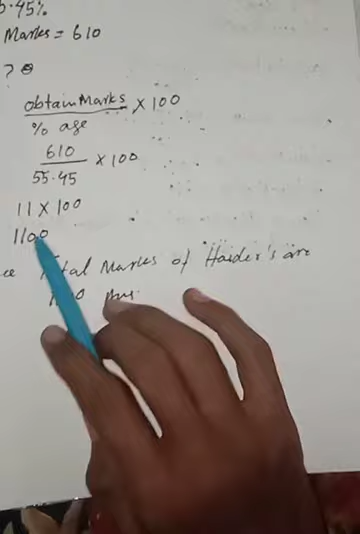 5.45%
Marks = 610
?
obtain Marks × 100
% age
610 × 100
55.45
11 × 100
1100
Total Marks of Haider's are